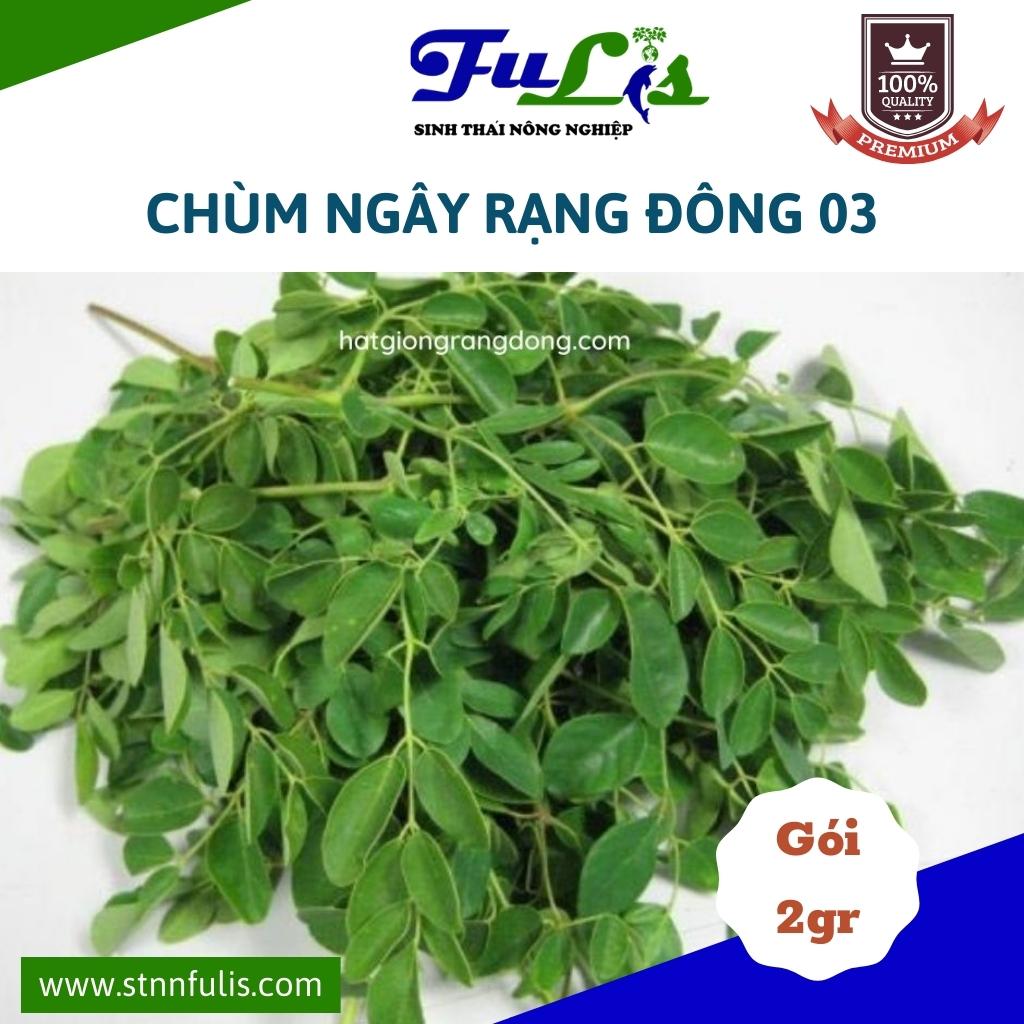 FuLis
SINH THÁI NÔNG NGHIỆP
100%
QUALITY
PREMIUM
CHÙM NGÂY RẠNG ĐÔNG 03
hatgiongrangdong.com
Gói
2gr
www.stnnfulis.com